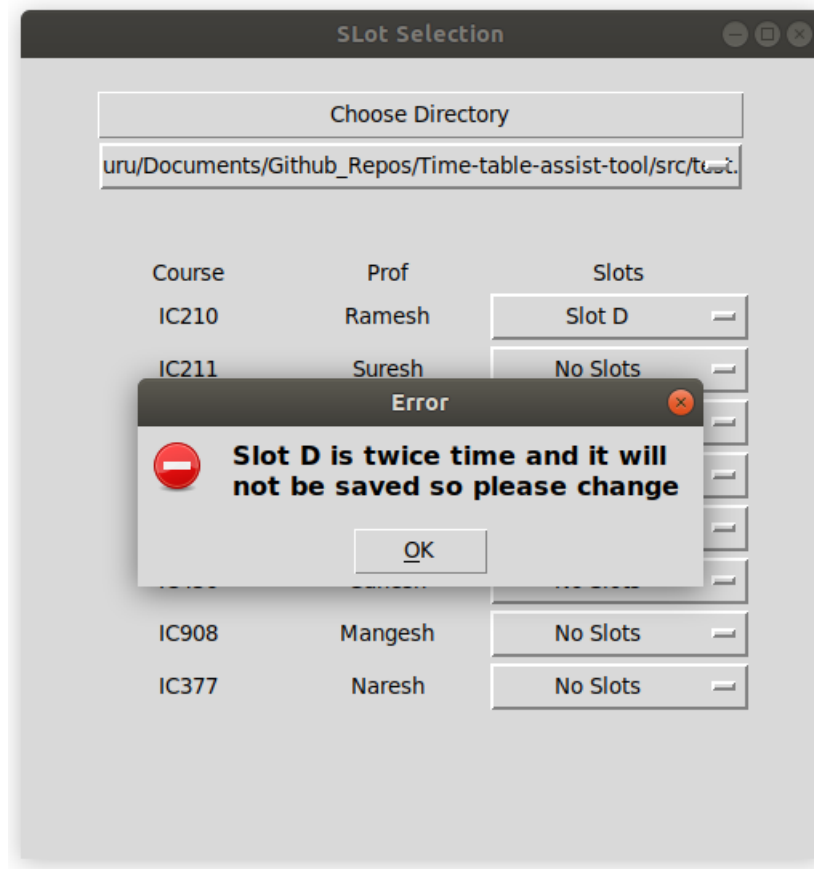 SLot Selection
Choose Directory
uru/Documents/Github_Repos/Time-table-assist-tool/src/test.
Course Prof Slots
IC210 Ramesh Slot D
IC211 Suresh No Slots
Error
Slot D is twice time and it will
not be saved so please change
OK
IC908 Mangesh No Slots
IC377 Naresh No Slots